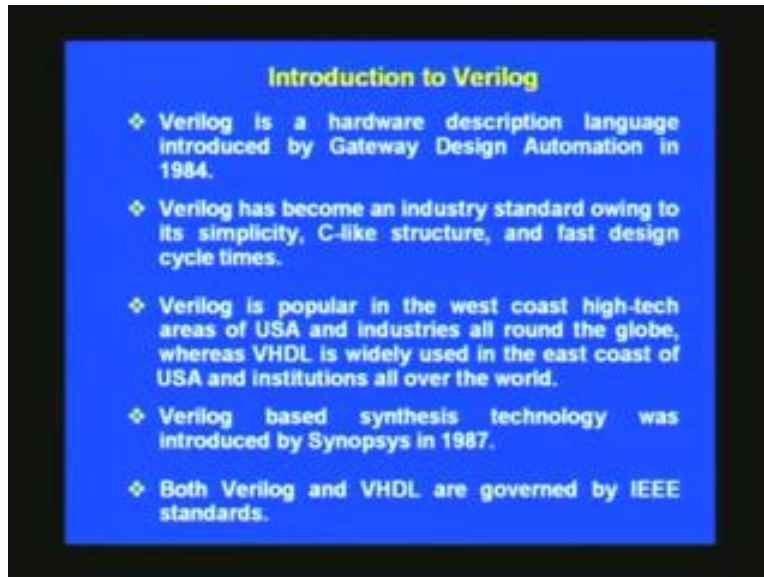 Introduction to Verilog
❖ Verilog is a hardware description language
introduced by Gateway Design Automation in
1984.
❖ Verilog has become an industry standard owing to
its simplicity, C-like structure, and fast design
cycle times.
❖ Verilog is popular in the west coast high-tech
areas of USA and industries all round the globe,
whereas VHDL is widely used in the east coast of
USA and institutions all over the world.
❖ Verilog based synthesis technology was
introduced by Synopsys in 1987.
❖ Both Verilog and VHDL are governed by IEEE
standards.